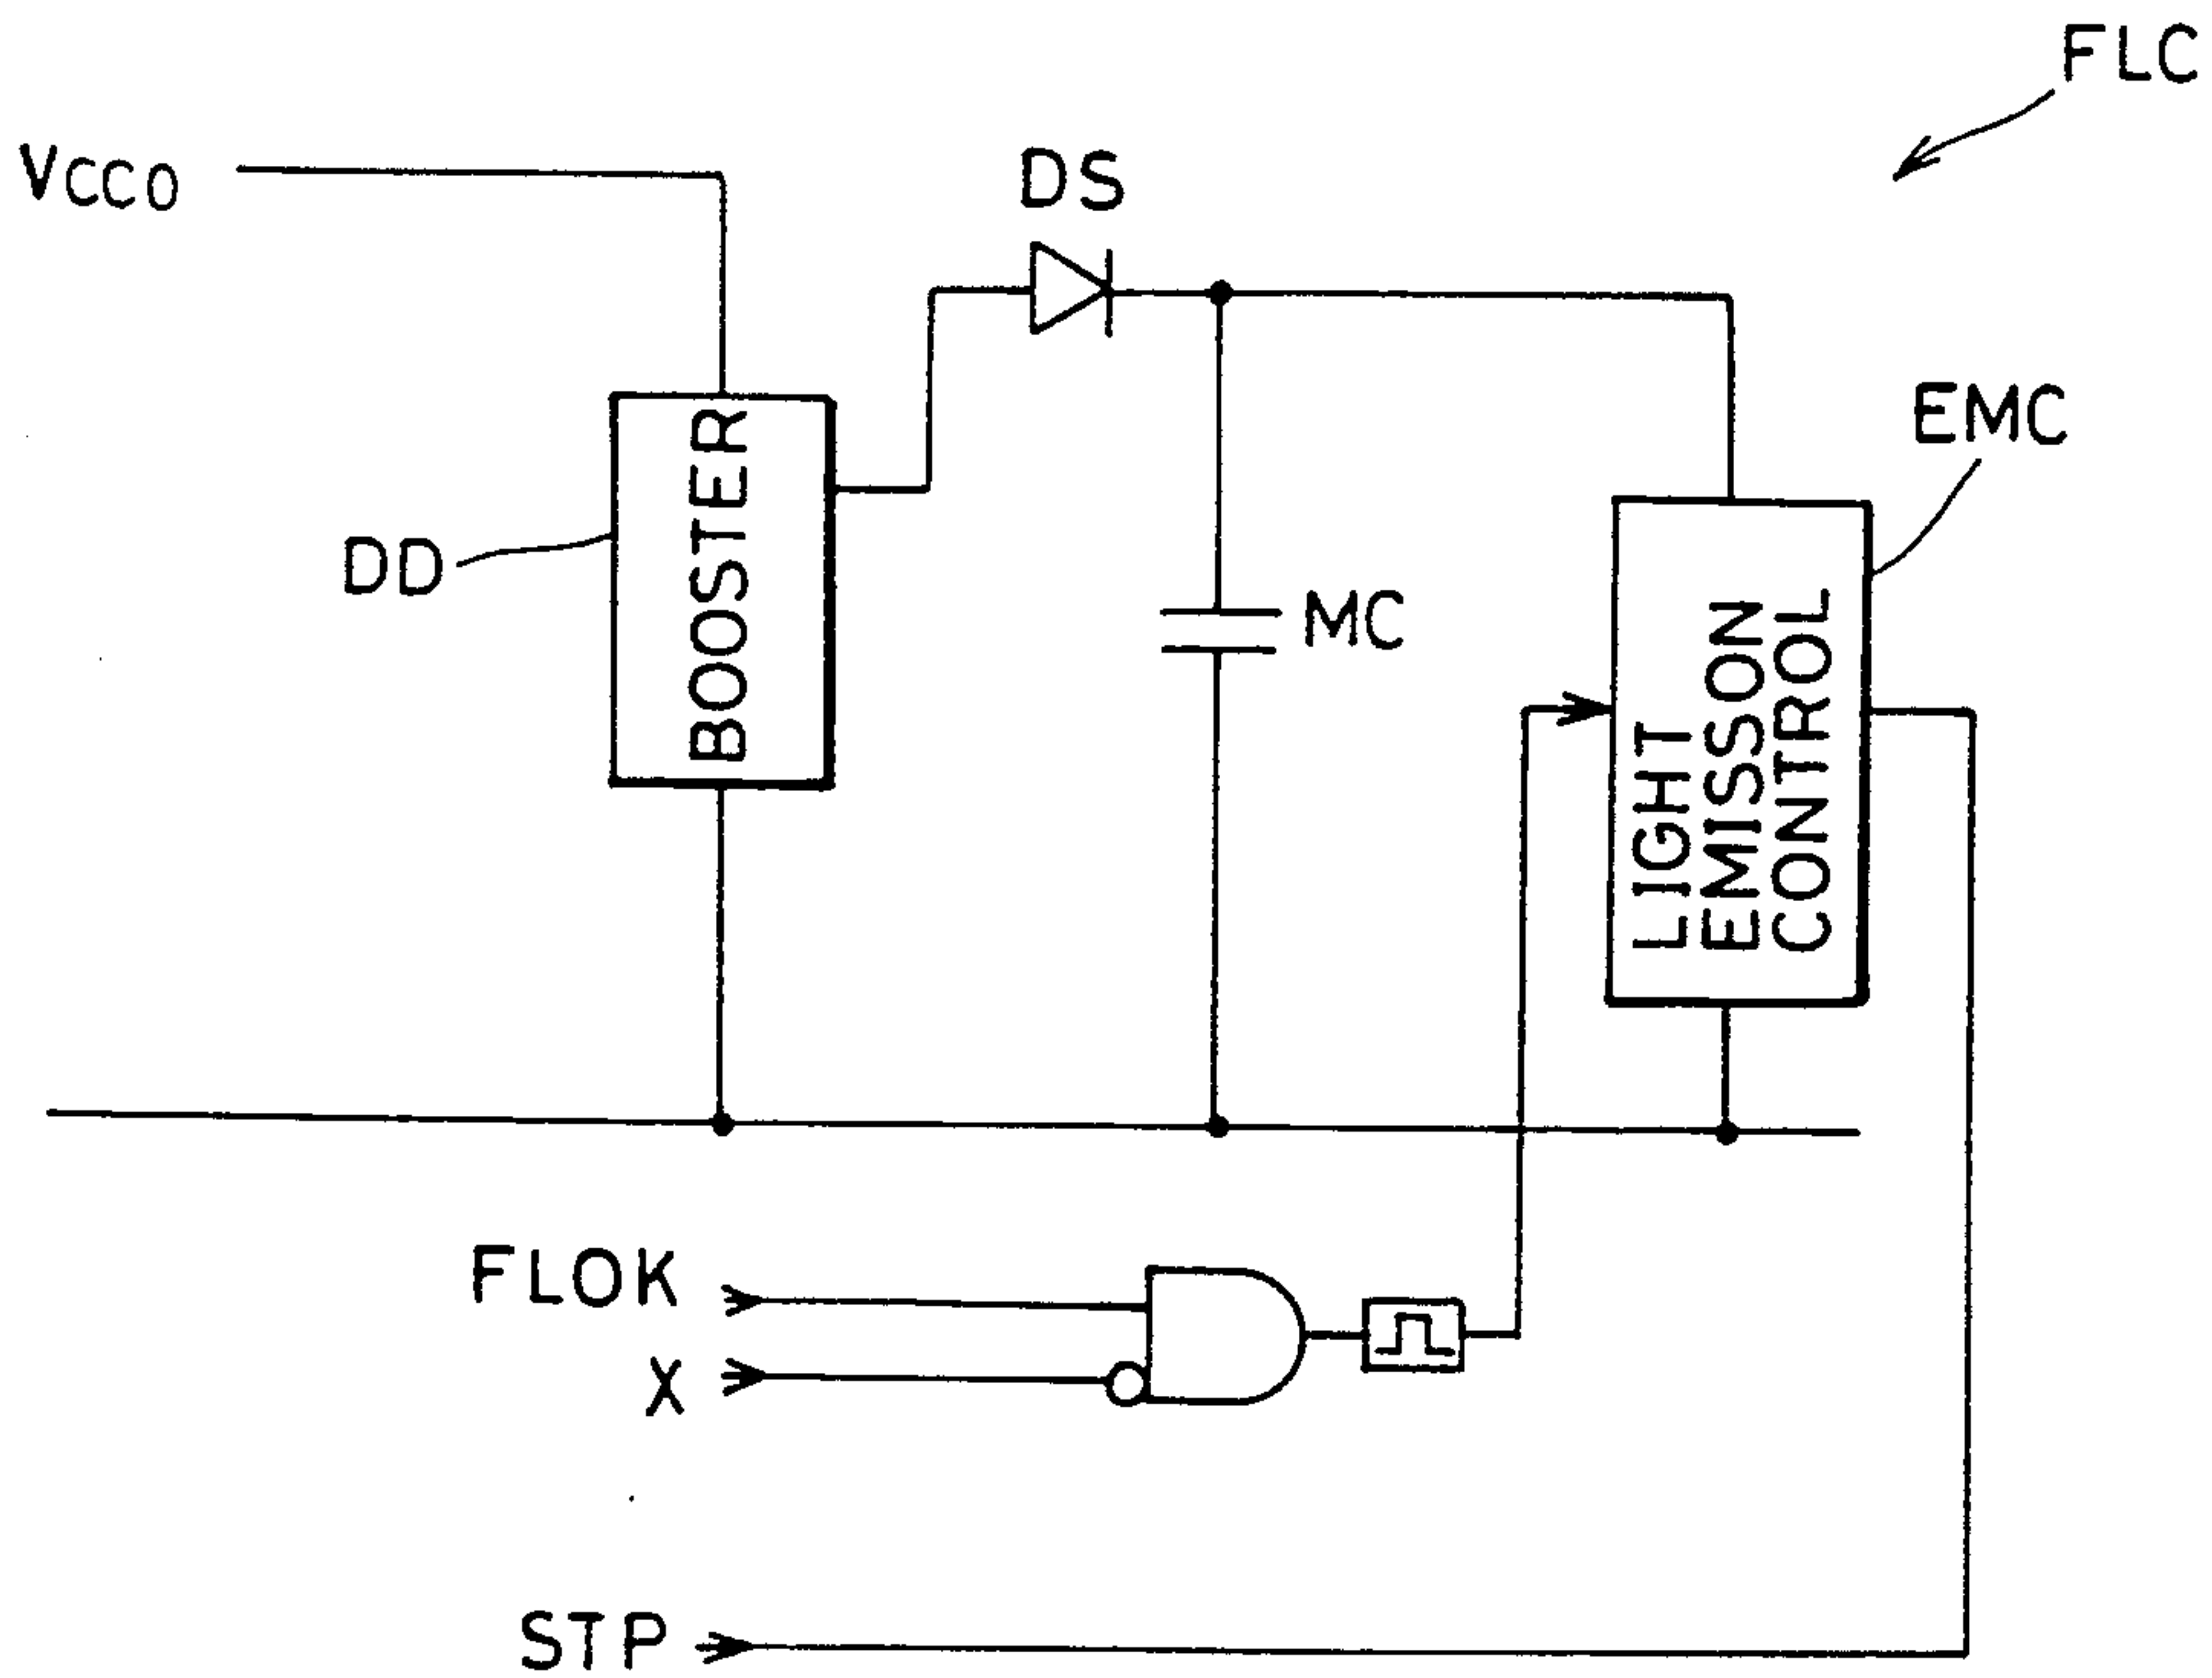 FLC
VCCO
DS
EMC
DD
BOOSTER
MC
LIGHT
EMISSON
CONTROL
FLOK
X
STP